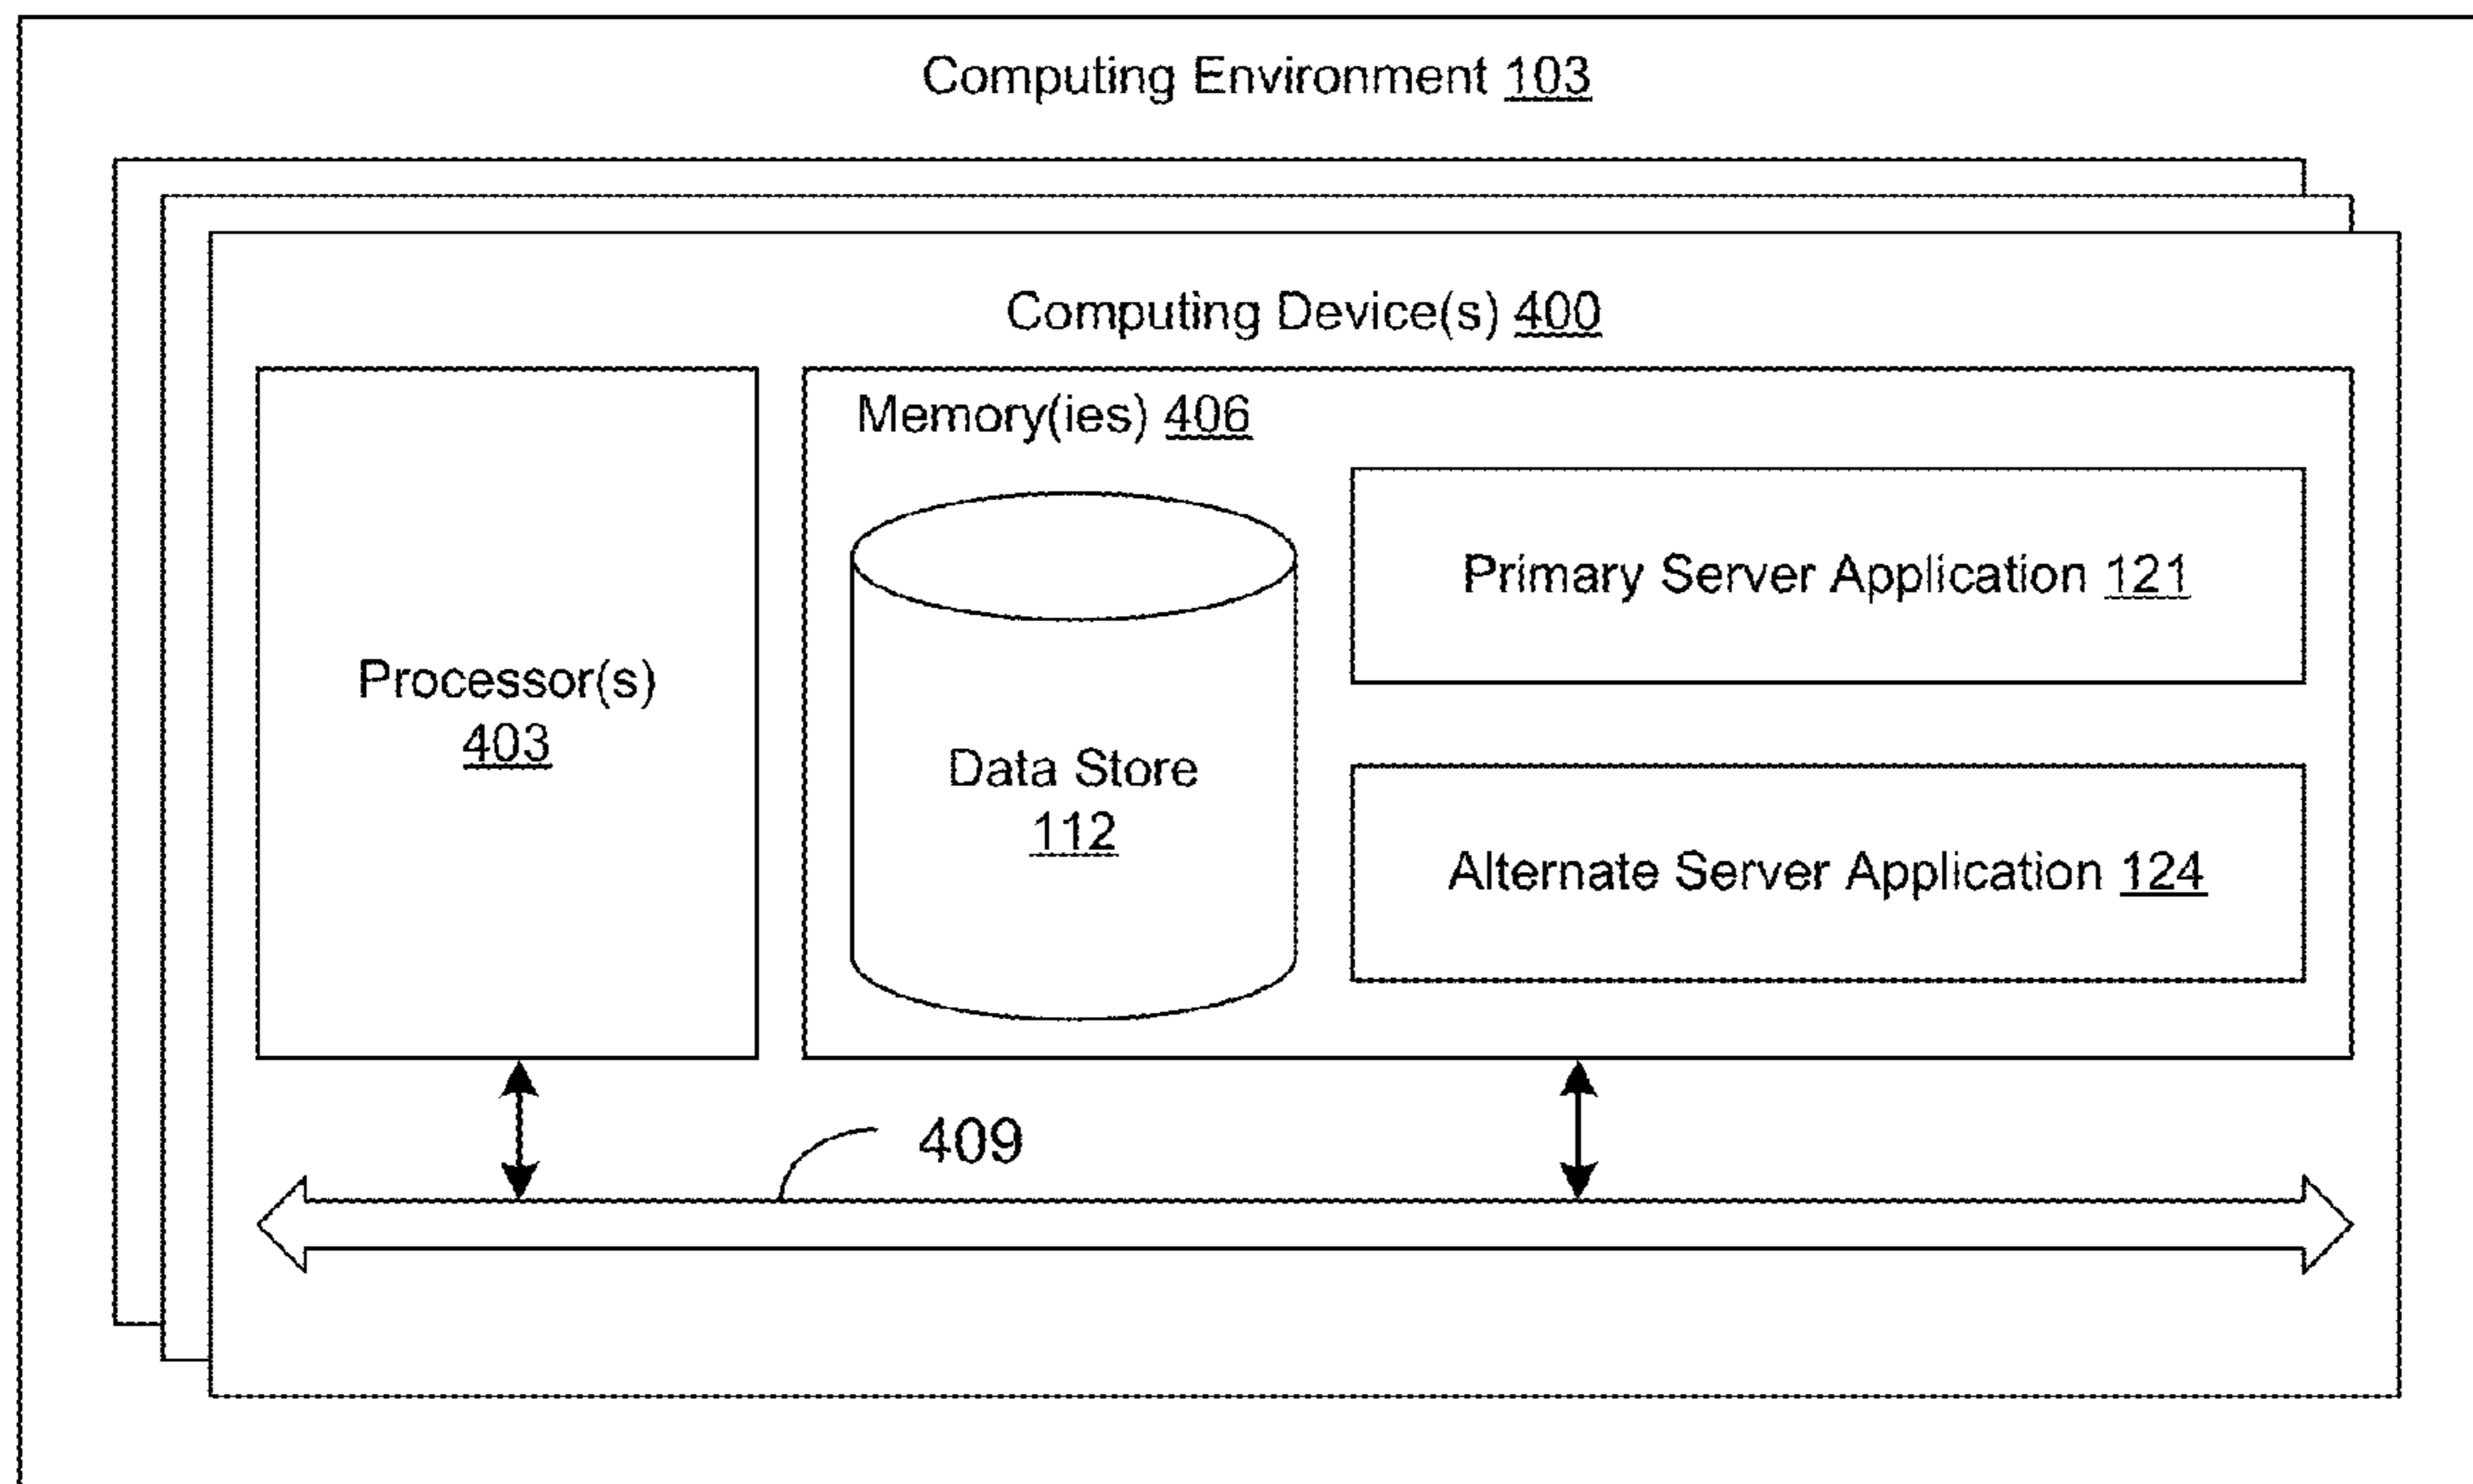 Computing Environment 103
Computing Device(s) 400
Memory(ies) 406
Primary Server Application 121
Processor(s)
403
Data Store
112
Alternate Server Application 124
409